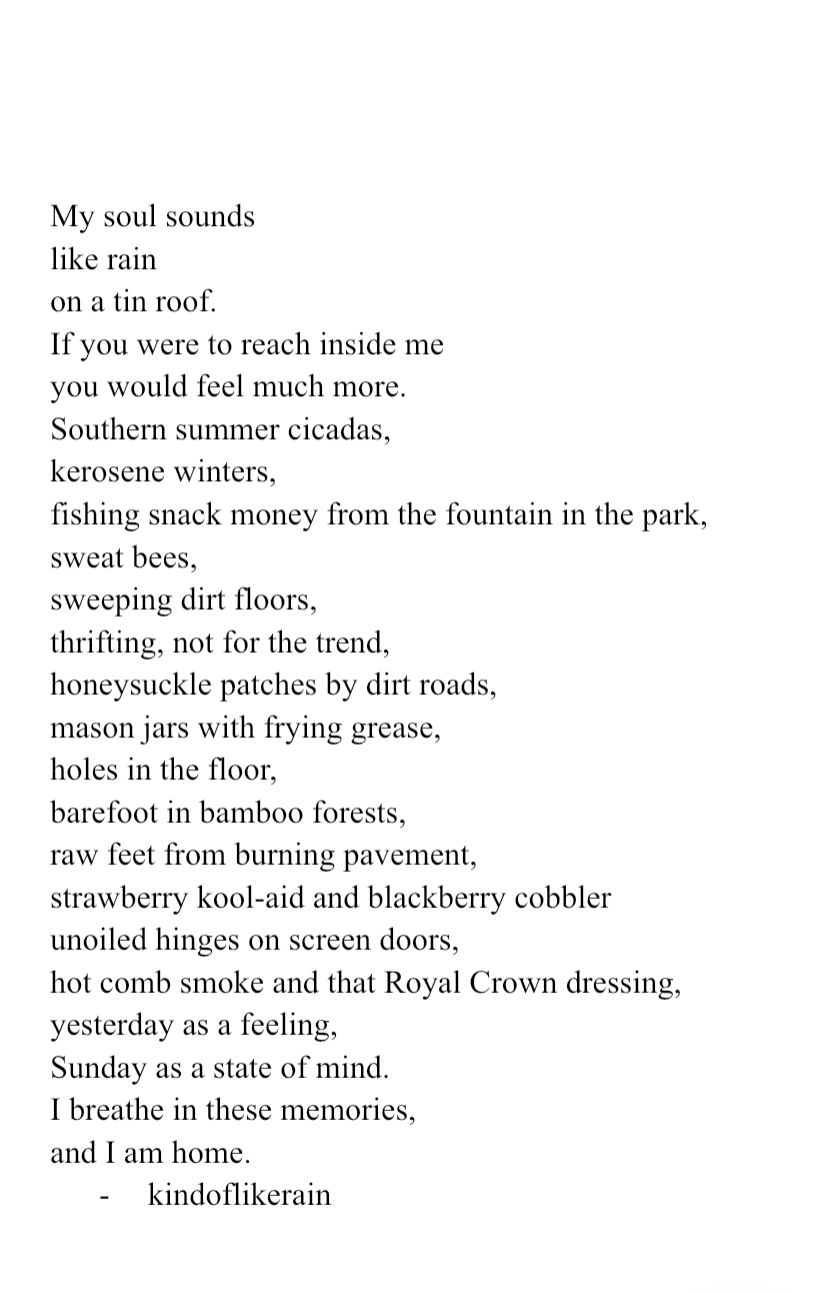 My soul sounds
like rain
on a tin roof.
If you were to reach inside me
you would feel much more.
Southern summer cicadas,
kerosene winters,
fishing snack money from the fountain in the park,
sweat bees,
sweeping dirt floors,
thrifting, not for the trend,
honeysuckle patches by dirt roads,
mason jars with frying grease,
holes in the floor,
barefoot in bamboo forests,
raw feet from burning pavement,
strawberry kool-aid and blackberry cobbler
unoiled hinges on screen doors,
hot comb smoke and that Royal Crown dressing,
yesterday as a feeling,
Sunday as a state of mind.
I breathe in these memories,
and I am home.
- kindoflikerain